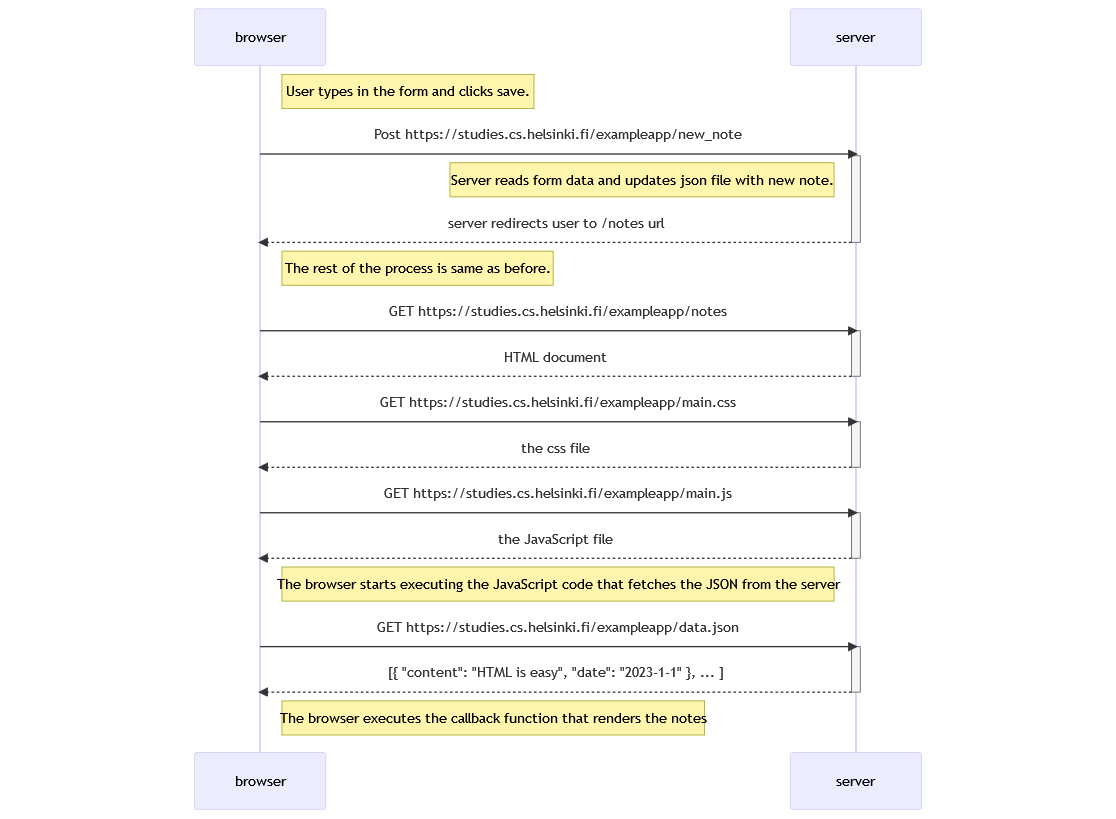 browser
server
User types in the form and clicks save.
Post https://studies.cs.helsinki.fi/exampleapp/new_note
Server reads form data and updates json file with new note.
server redirects user to /notes url
The rest of the process is same as before.
GET https://studies.cs.helsinki.fi/exampleapp/notes
HTML document
GET https://studies.cs.helsinki.fi/exampleapp/main.css
the css file
GET https://studies.cs.helsinki.fi/exampleapp/main.js
the JavaScript file
The browser starts executing the JavaScript code that fetches the JSON from the server
GET https://studies.cs.helsinki.fi/exampleapp/data.json
[{ "content": "HTML is easy", "date": "2023-1-1" }, ... ]
The browser executes the callback function that renders the notes
browser
server